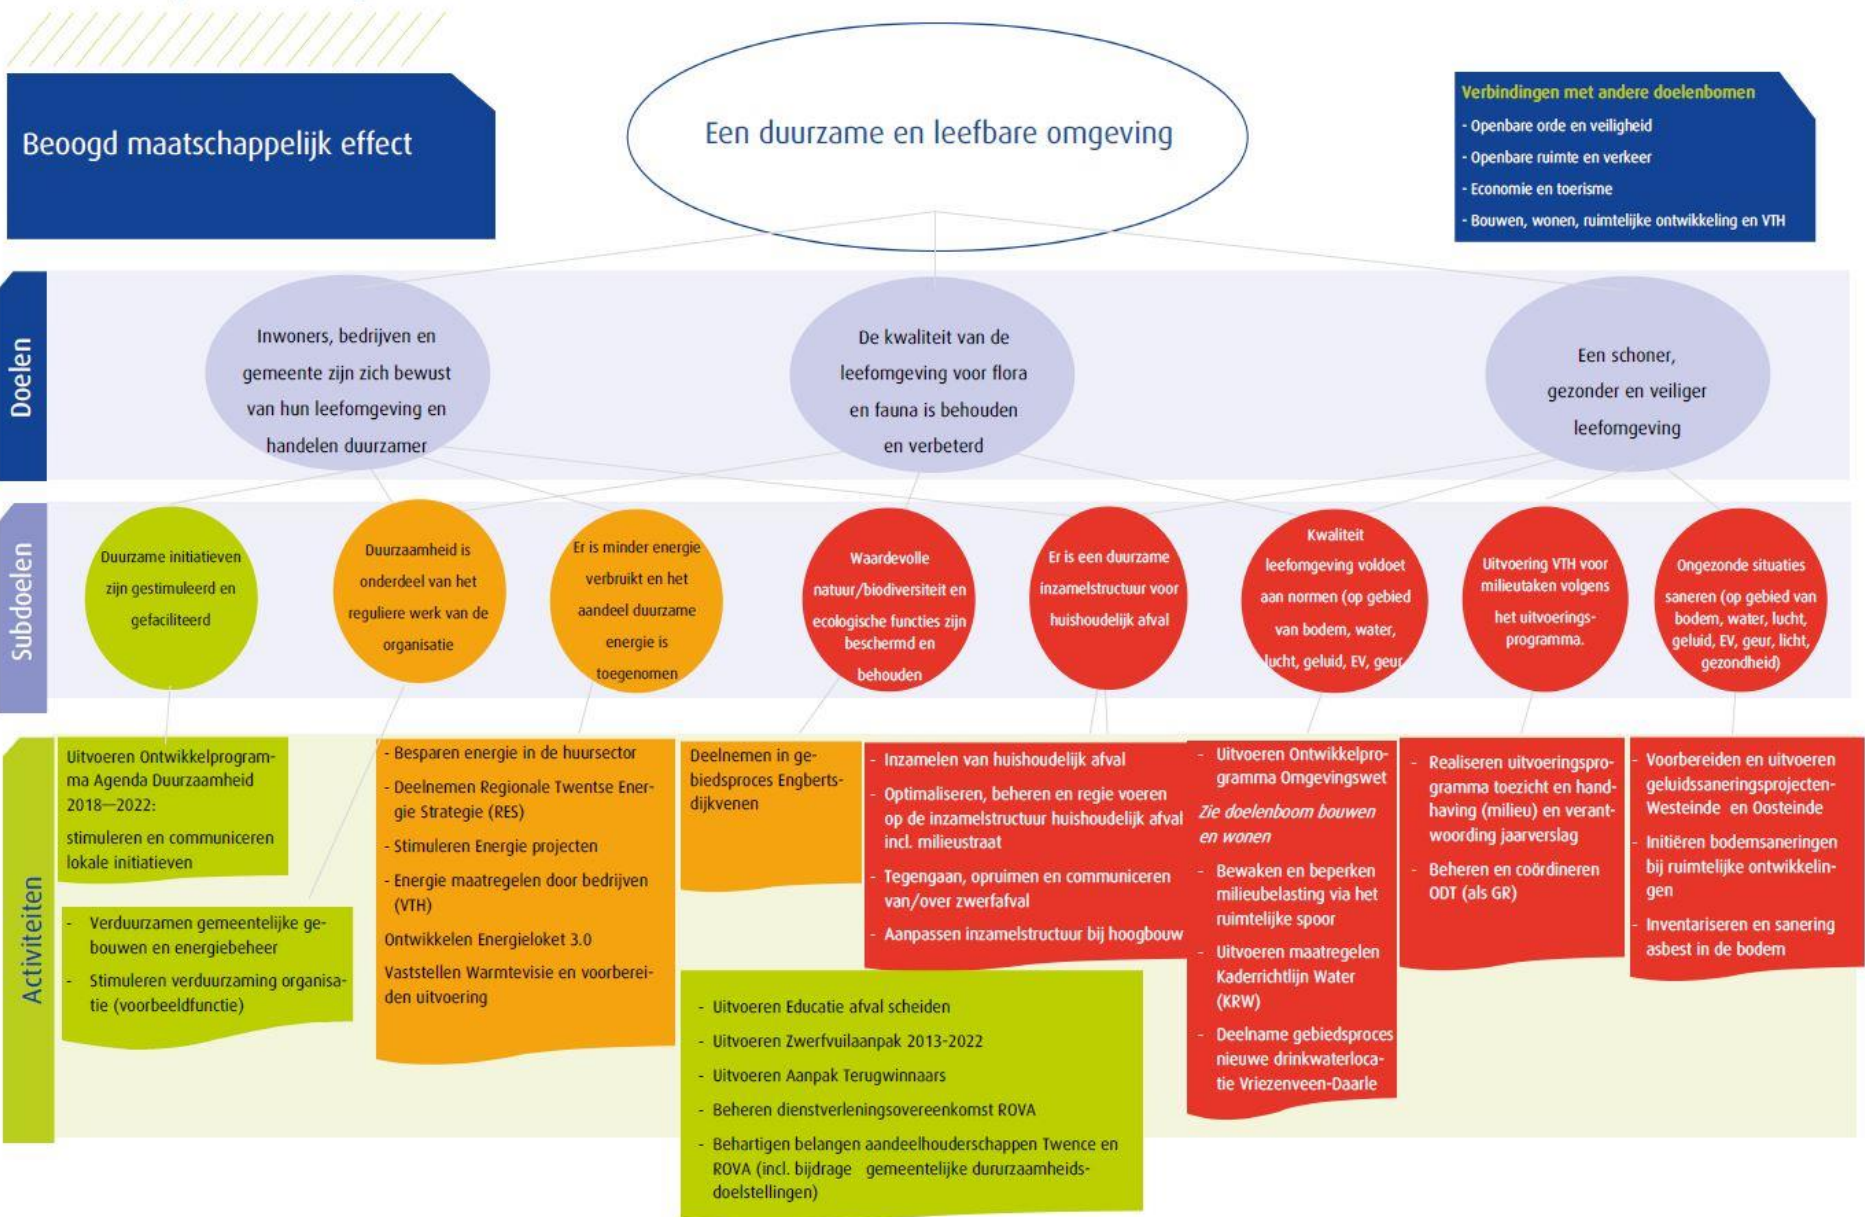 Beoogd maatschappelijk effect
Een duurzame en leefbare omgeving
Verbindingen met andere doelenbomen
- Openbare orde en veiligheid
- Openbare ruimte en verkeer
- Economie en toerisme
- Bouwen, wonen, ruimtelijke ontwikkeling en VTH
Doelen
Inwoners, bedrijven en
gemeente zijn zich bewust
van hun leefomgeving en
handelen duurzamer
De kwaliteit van de
leefomgeving voor flora
en fauna is behouden
en verbeterd
Een schoner,
gezonder en veiliger
leefomgeving
Subdoelen
Duurzame initiatieven
zijn gestimuleerd en
gefaciliteerd
Duurzaamheid is
onderdeel van het
reguliere werk van de
organisatie
Er is minder energie
verbruikt en het
aandeel duurzame
energie is
toegenomen
Waardevolle
natuur/biodiversiteit en
ecologische functies zijn
beschermd en
behouden
Er is een duurzame
inzamelstructuur voor
huishoudelijk afval
Kwaliteit
leefomgeving voldoet
aan normen (op gebied
van bodem, water,
lucht, geluid, EV, geur
Uitvoering VTH voor
milieutaken volgens
het uitvoerings-
programma.
Ongezonde situaties
saneren (op gebied van
bodem, water, lucht,
geluid, EV, geur, licht,
gezondheid)
Activiteiten
Uitvoeren Ontwikkelprogram-
ma Agenda Duurzaamheid
2018—2022:
stimuleren en communiceren
lokale initiatieven
- Verduurzamen gemeentelijke ge-
bouwen en energiebeheer
- Stimuleren verduurzaming organisa-
tie (voorbeeldfunctie)
- Besparen energie in de huursector
- Deelnemen Regionale Twentse Ener-
gie Strategie (RES)
- Stimuleren Energie projecten
- Energie maatregelen door bedrijven
(VTH)
Ontwikkelen Energieloket 3.0
Vaststellen Warmtevisie en voorberei-
den uitvoering
Deelnemen in ge-
biedsproces Engberts-
dijkvenen
- Inzamelen van huishoudelijk afval
- Optimaliseren, beheren en regie voeren
op de inzamelstructuur huishoudelijk afval
incl. milieustraat
- Tegengaan, opruimen en communiceren
van/over zwerfafval
- Aanpassen inzamelstructuur bij hoogbouw
- Uitvoeren Educatie afval scheiden
- Uitvoeren Zwerfvuilaanpak 2013-2022
- Uitvoeren Aanpak Terugwinnaars
- Beheren dienstverleningsovereenkomst ROVA
- Behartigen belangen aandeelhouderschappen Twence en
ROVA (incl. bijdrage gemeentelijke dururzaamheids-
doelstellingen)
- Uitvoeren Ontwikkelpro-
gramma Omgevingswet
Zie doelenboom bouwen
en wonen
- Bewaken en beperken
milieubelasting via het
ruimtelijke spoor
- Uitvoeren maatregelen
Kaderrichtlijn Water
(KRW)
- Deelname gebiedsproces
nieuwe drinkwaterloca-
tie Vriezenveen-Daarle
- Realiseren uitvoeringspro-
gramma toezicht en hand-
having (milieu) en verant-
woording jaarverslag
- Beheren en coördineren
ODT (als GR)
- Voorbereiden en uitvoeren
geluidssaneringsprojecten-
Westeinde en Oosteinde
- Initiëren bodemsaneringen
bij ruimtelijke ontwikkelin-
gen
- Inventariseren en sanering
asbest in de bodem